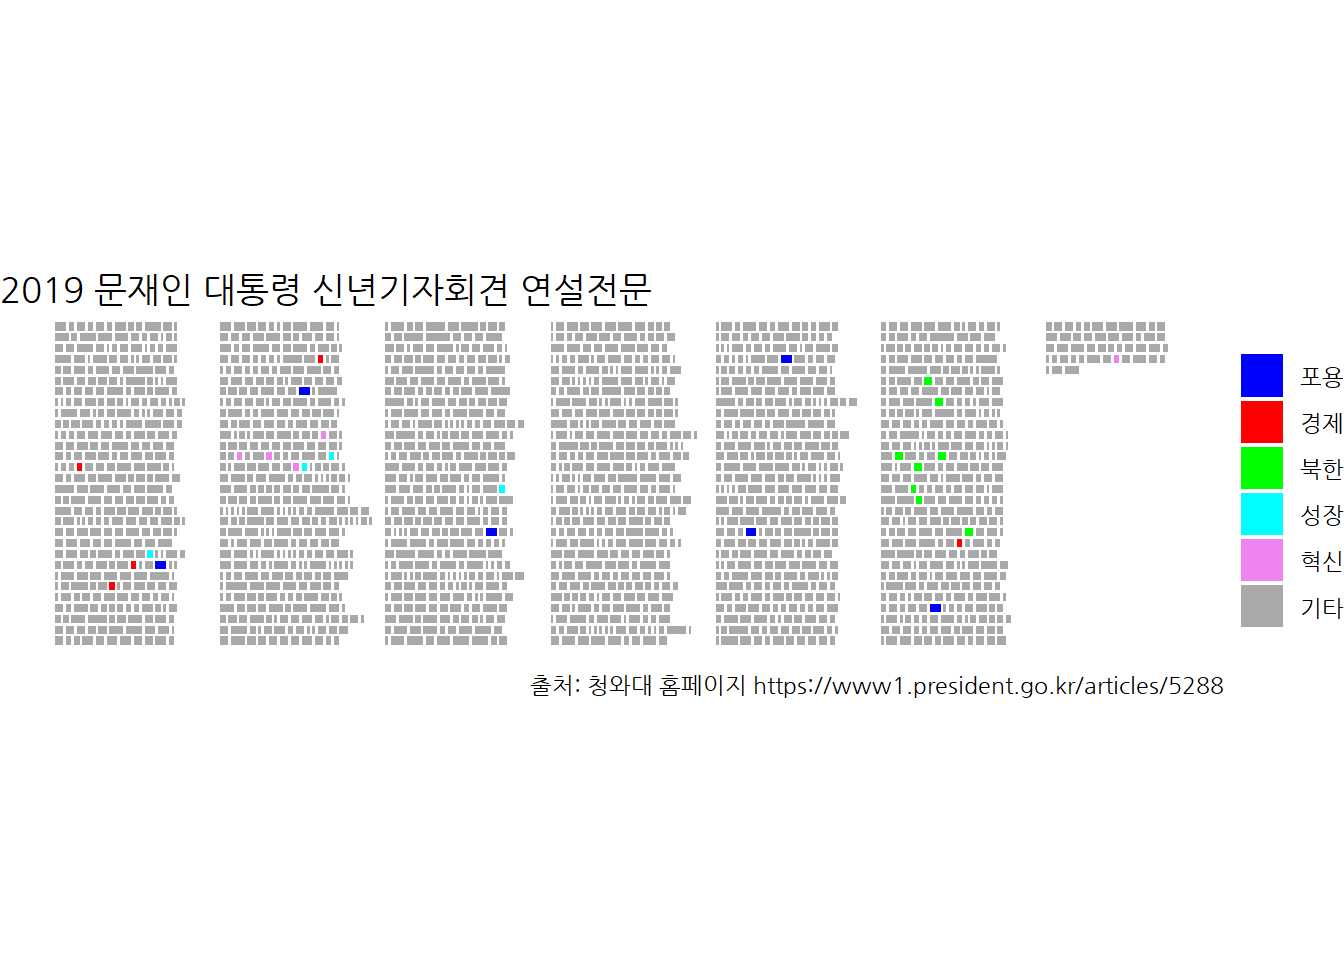 2019 문재인 대통령 신년기자회견 연설전문
포용
경제
북한
성장
혁신
기타
출처: 청와대 홈페이지 https://www1.president.go.kr/articles/5288